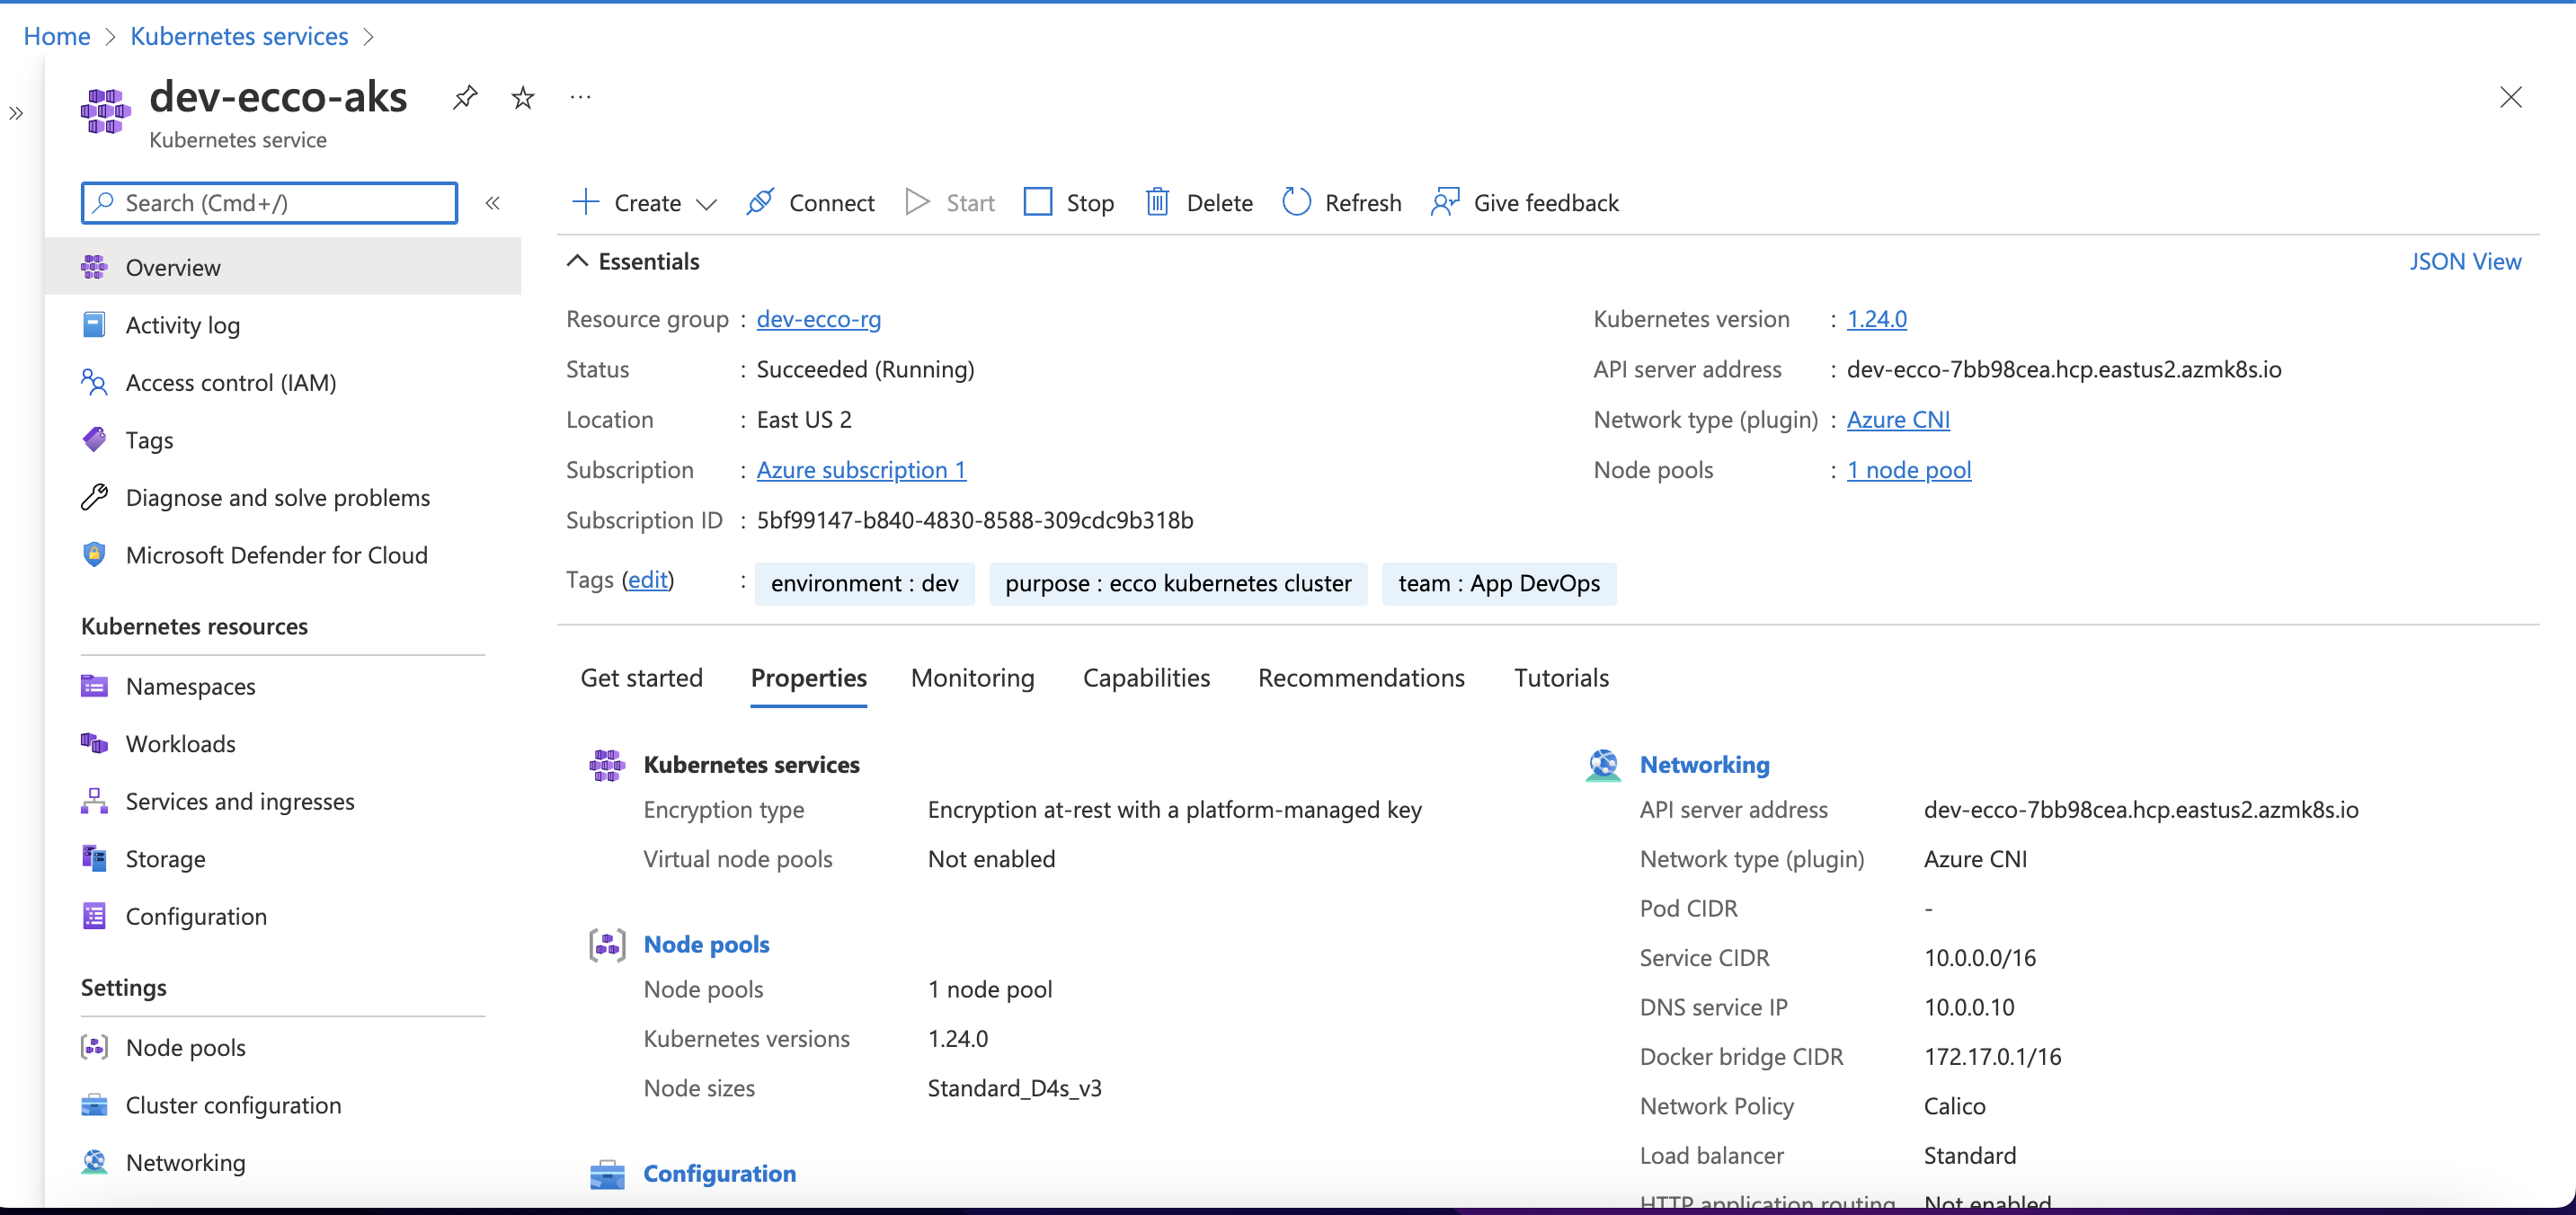 Home > Kubernetes services >
dev-ecco-aks ...
Kubernetes service
Search (Cmd+/)
Overview
Activity log
Access control (IAM)
Tags
Diagnose and solve problems
Microsoft Defender for Cloud
Kubernetes resources
Namespaces
Workloads
Services and ingresses
Storage
Configuration
Settings
Node pools
Cluster configuration
Networking
Create Connect Start Stop Delete Refresh Give feedback
Essentials
JSON View
Resource group : dev-ecco-rg
Status : Succeeded (Running)
Location : East US 2
Subscription : Azure subscription 1
Subscription ID : 5bf99147-b840-4830-8588-309cdc9b318b
Kubernetes version : 1.24.0
API server address : dev-ecco-7bb98cea.hcp.eastus2.azmk8s.io
Network type (plugin) : Azure CNI
Node pools : 1 node pool
Tags (edit) : environment : dev purpose : ecco kubernetes cluster team : App DevOps
Get started Properties Monitoring Capabilities Recommendations Tutorials
Kubernetes services
Encryption type Encryption at-rest with a platform-managed key
Virtual node pools Not enabled
Node pools
Node pools 1 node pool
Kubernetes versions 1.24.0
Node sizes Standard_D4s_v3
Configuration
Networking
API server address dev-ecco-7bb98cea.hcp.eastus2.azmk8s.io
Network type (plugin) Azure CNI
Pod CIDR -
Service CIDR 10.0.0.0/16
DNS service IP 10.0.0.10
Docker bridge CIDR 172.17.0.1/16
Network Policy Calico
Load balancer Standard
HTTP application routing Not enabled